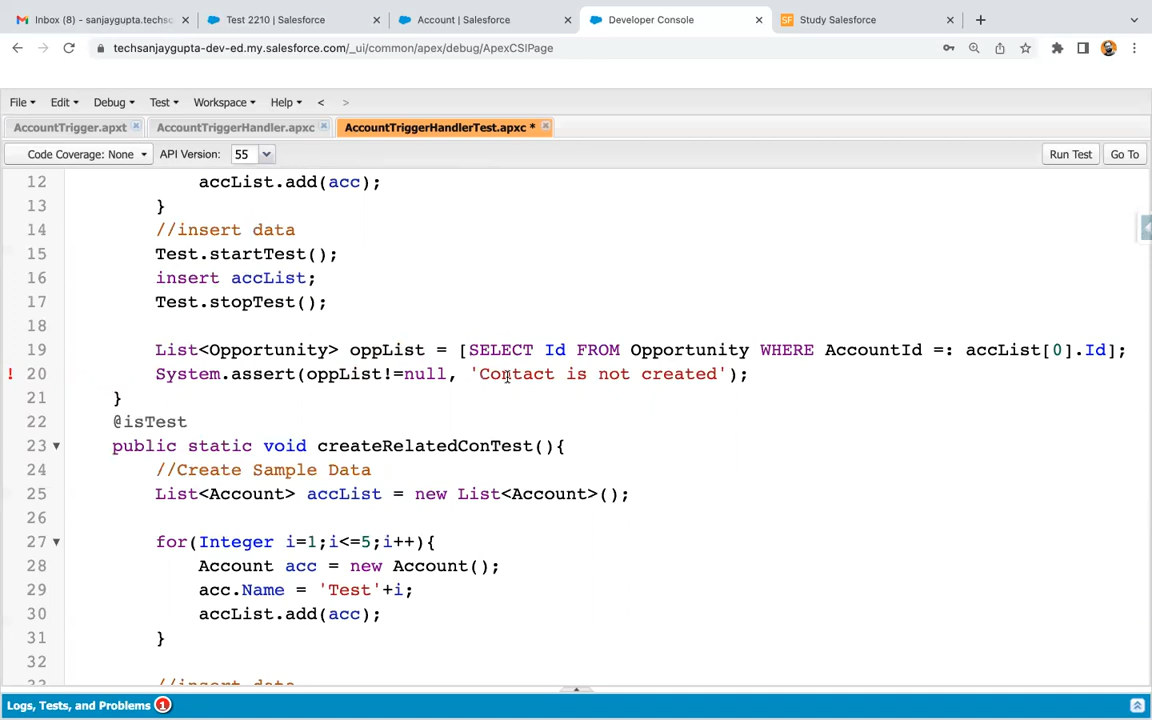 Inbox (8) - sanjaygupta.techsc
Test 2210 | Salesforce
Account | Salesforce
Developer Console
Study Salesforce
techsanjaygupta-dev-ed.my.salesforce.com/_ui/common/apex/debug/ApexCSIPage
File Edit Debug Test Workspace Help < >
AccountTrigger.apxt
AccountTriggerHandler.apxc
AccountTriggerHandlerTest.apxc *
Code Coverage: None API Version: 55 Run Test Go To
12 accList.add(acc);
13 }
14 //insert data
15 Test.startTest();
16 insert accList;
17 Test.stopTest();
18
19 List<Opportunity> oppList = [SELECT Id FROM Opportunity WHERE AccountId =: accList[0].Id];
! 20 System.assert(oppList!=null, 'Contact is not created');
21 }
22 @isTest
23 public static void createRelatedConTest(){
24 //Create Sample Data
25 List<Account> accList = new List<Account>();
26
27 for(Integer i=1;i<=5;i++){
28 Account acc = new Account();
29 acc.Name = 'Test'+i;
30 accList.add(acc);
31 }
32
33 //insert data
Logs, Tests, and Problems 1